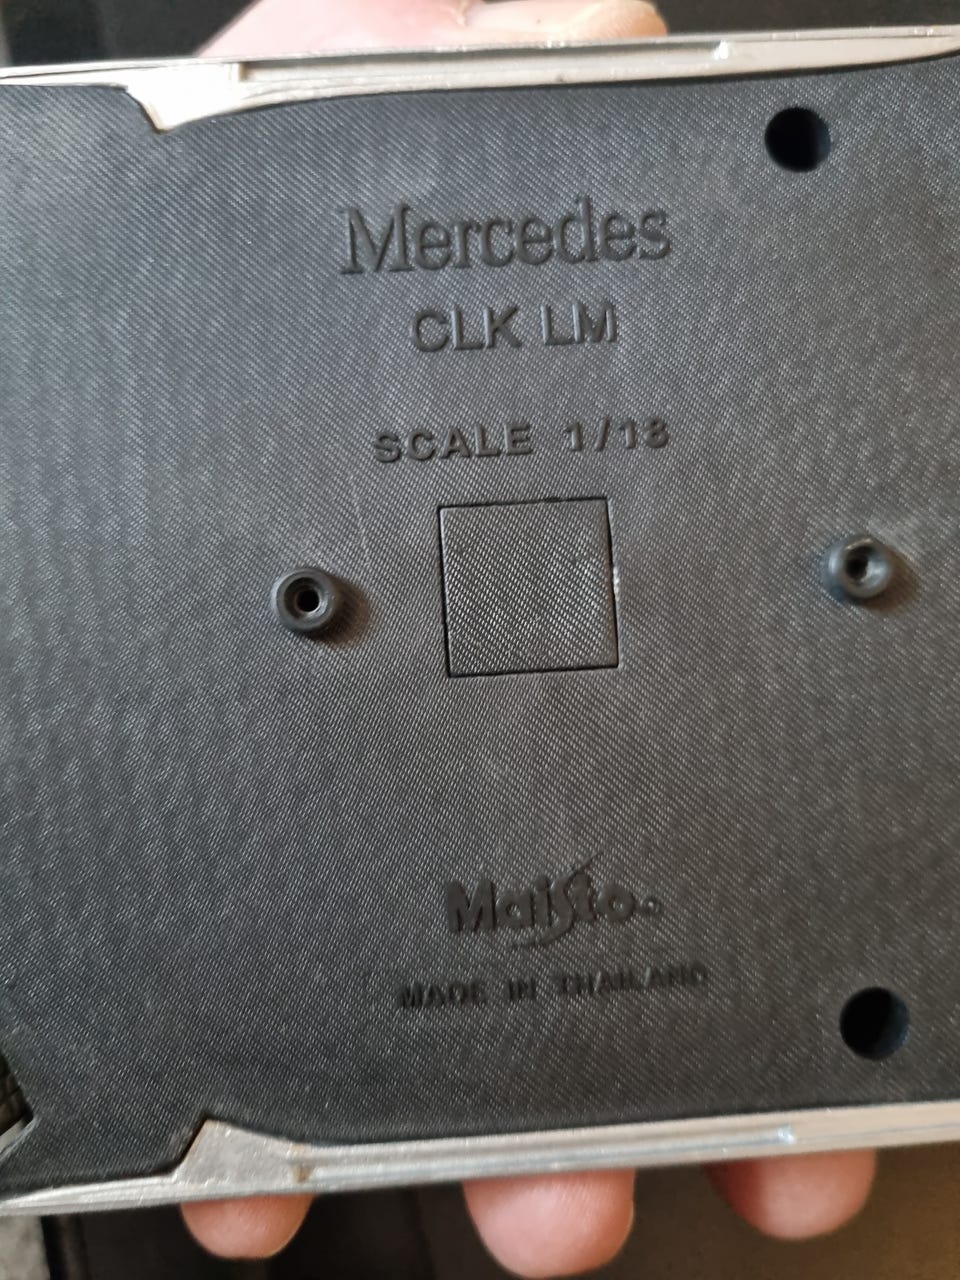 Mercedes
CLK LM
SCALE 1/18
Maisto®
MADE IN THAILAND